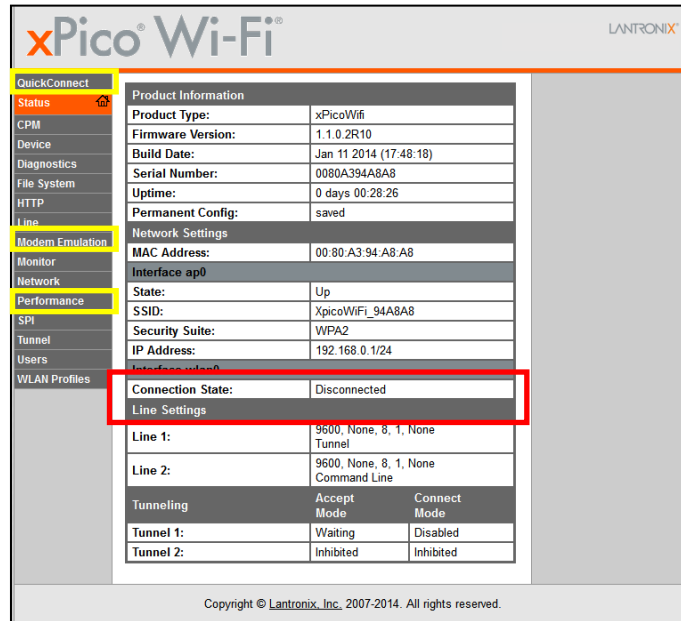 xPico® Wi-Fi®
LANTRONIX®
QuickConnect
Status
CPM
Device
Diagnostics
File System
HTTP
Line
Modem Emulation
Monitor
Network
Performance
SPI
Tunnel
Users
WLAN Profiles
Product Information
Product Type: xPicoWifi
Firmware Version: 1.1.0.2R10
Build Date: Jan 11 2014 (17:48:18)
Serial Number: 0080A394A8A8
Uptime: 0 days 00:28:26
Permanent Config: saved
Network Settings
MAC Address: 00:80:A3:94:A8:A8
Interface ap0
State: Up
SSID: XpicoWiFi_94A8A8
Security Suite: WPA2
IP Address: 192.168.0.1/24
Interface wlan0
Connection State: Disconnected
Line Settings
Line 1: 9600, None, 8, 1, None
Tunnel
Line 2: 9600, None, 8, 1, None
Command Line
Tunneling Accept Mode Connect Mode
Tunnel 1: Waiting Disabled
Tunnel 2: Inhibited Inhibited
Copyright © Lantronix, Inc. 2007-2014. All rights reserved.